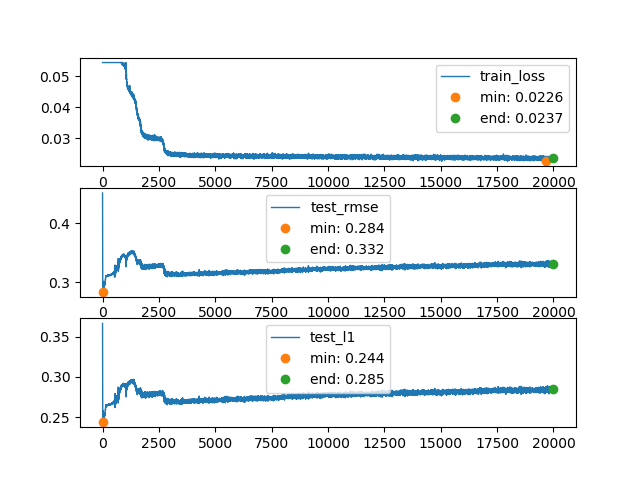 0.05
0.04
0.03
train_loss
min: 0.0226
end: 0.0237
0 2500 5000 7500 10000 12500 15000 17500 20000
0.4
0.3
test_rmse
min: 0.284
end: 0.332
0 2500 5000 7500 10000 12500 15000 17500 20000
0.35
0.30
0.25
test_l1
min: 0.244
end: 0.285
0 2500 5000 7500 10000 12500 15000 17500 20000